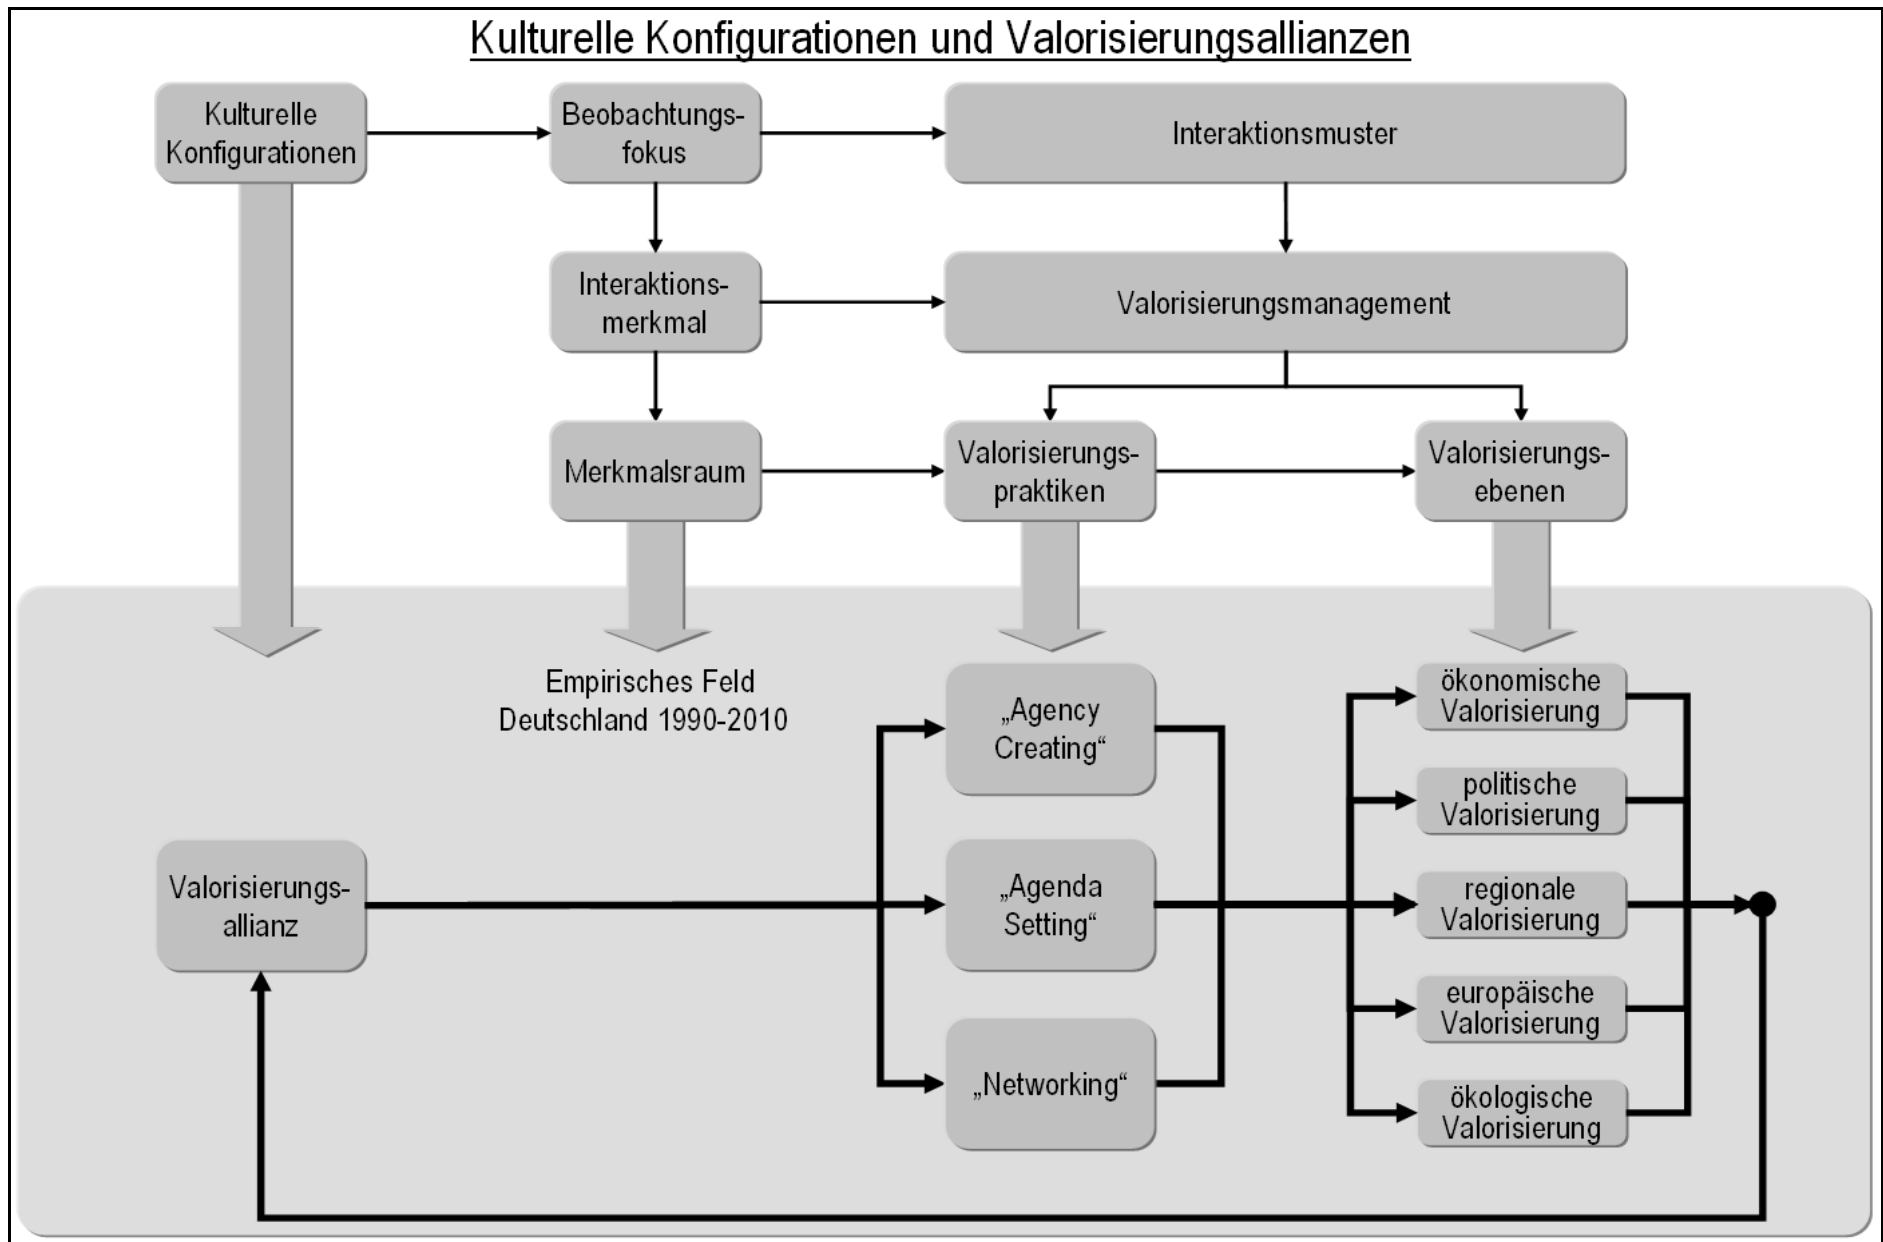 Kulturelle Konfigurationen und Valorisierungsallianzen
Kulturelle
Konfigurationen
Beobachtungs-
fokus
Interaktionsmuster
Interaktions-
merkmal
Valorisierungsmanagement
Merkmalsraum
Valorisierungs-
praktiken
Valorisierungs-
ebenen
Empirisches Feld
Deutschland 1990-2010
Valorisierungs-
allianz
„Agency
Creating“
„Agenda
Setting“
„Networking“
ökonomische
Valorisierung
politische
Valorisierung
regionale
Valorisierung
europäische
Valorisierung
ökologische
Valorisierung